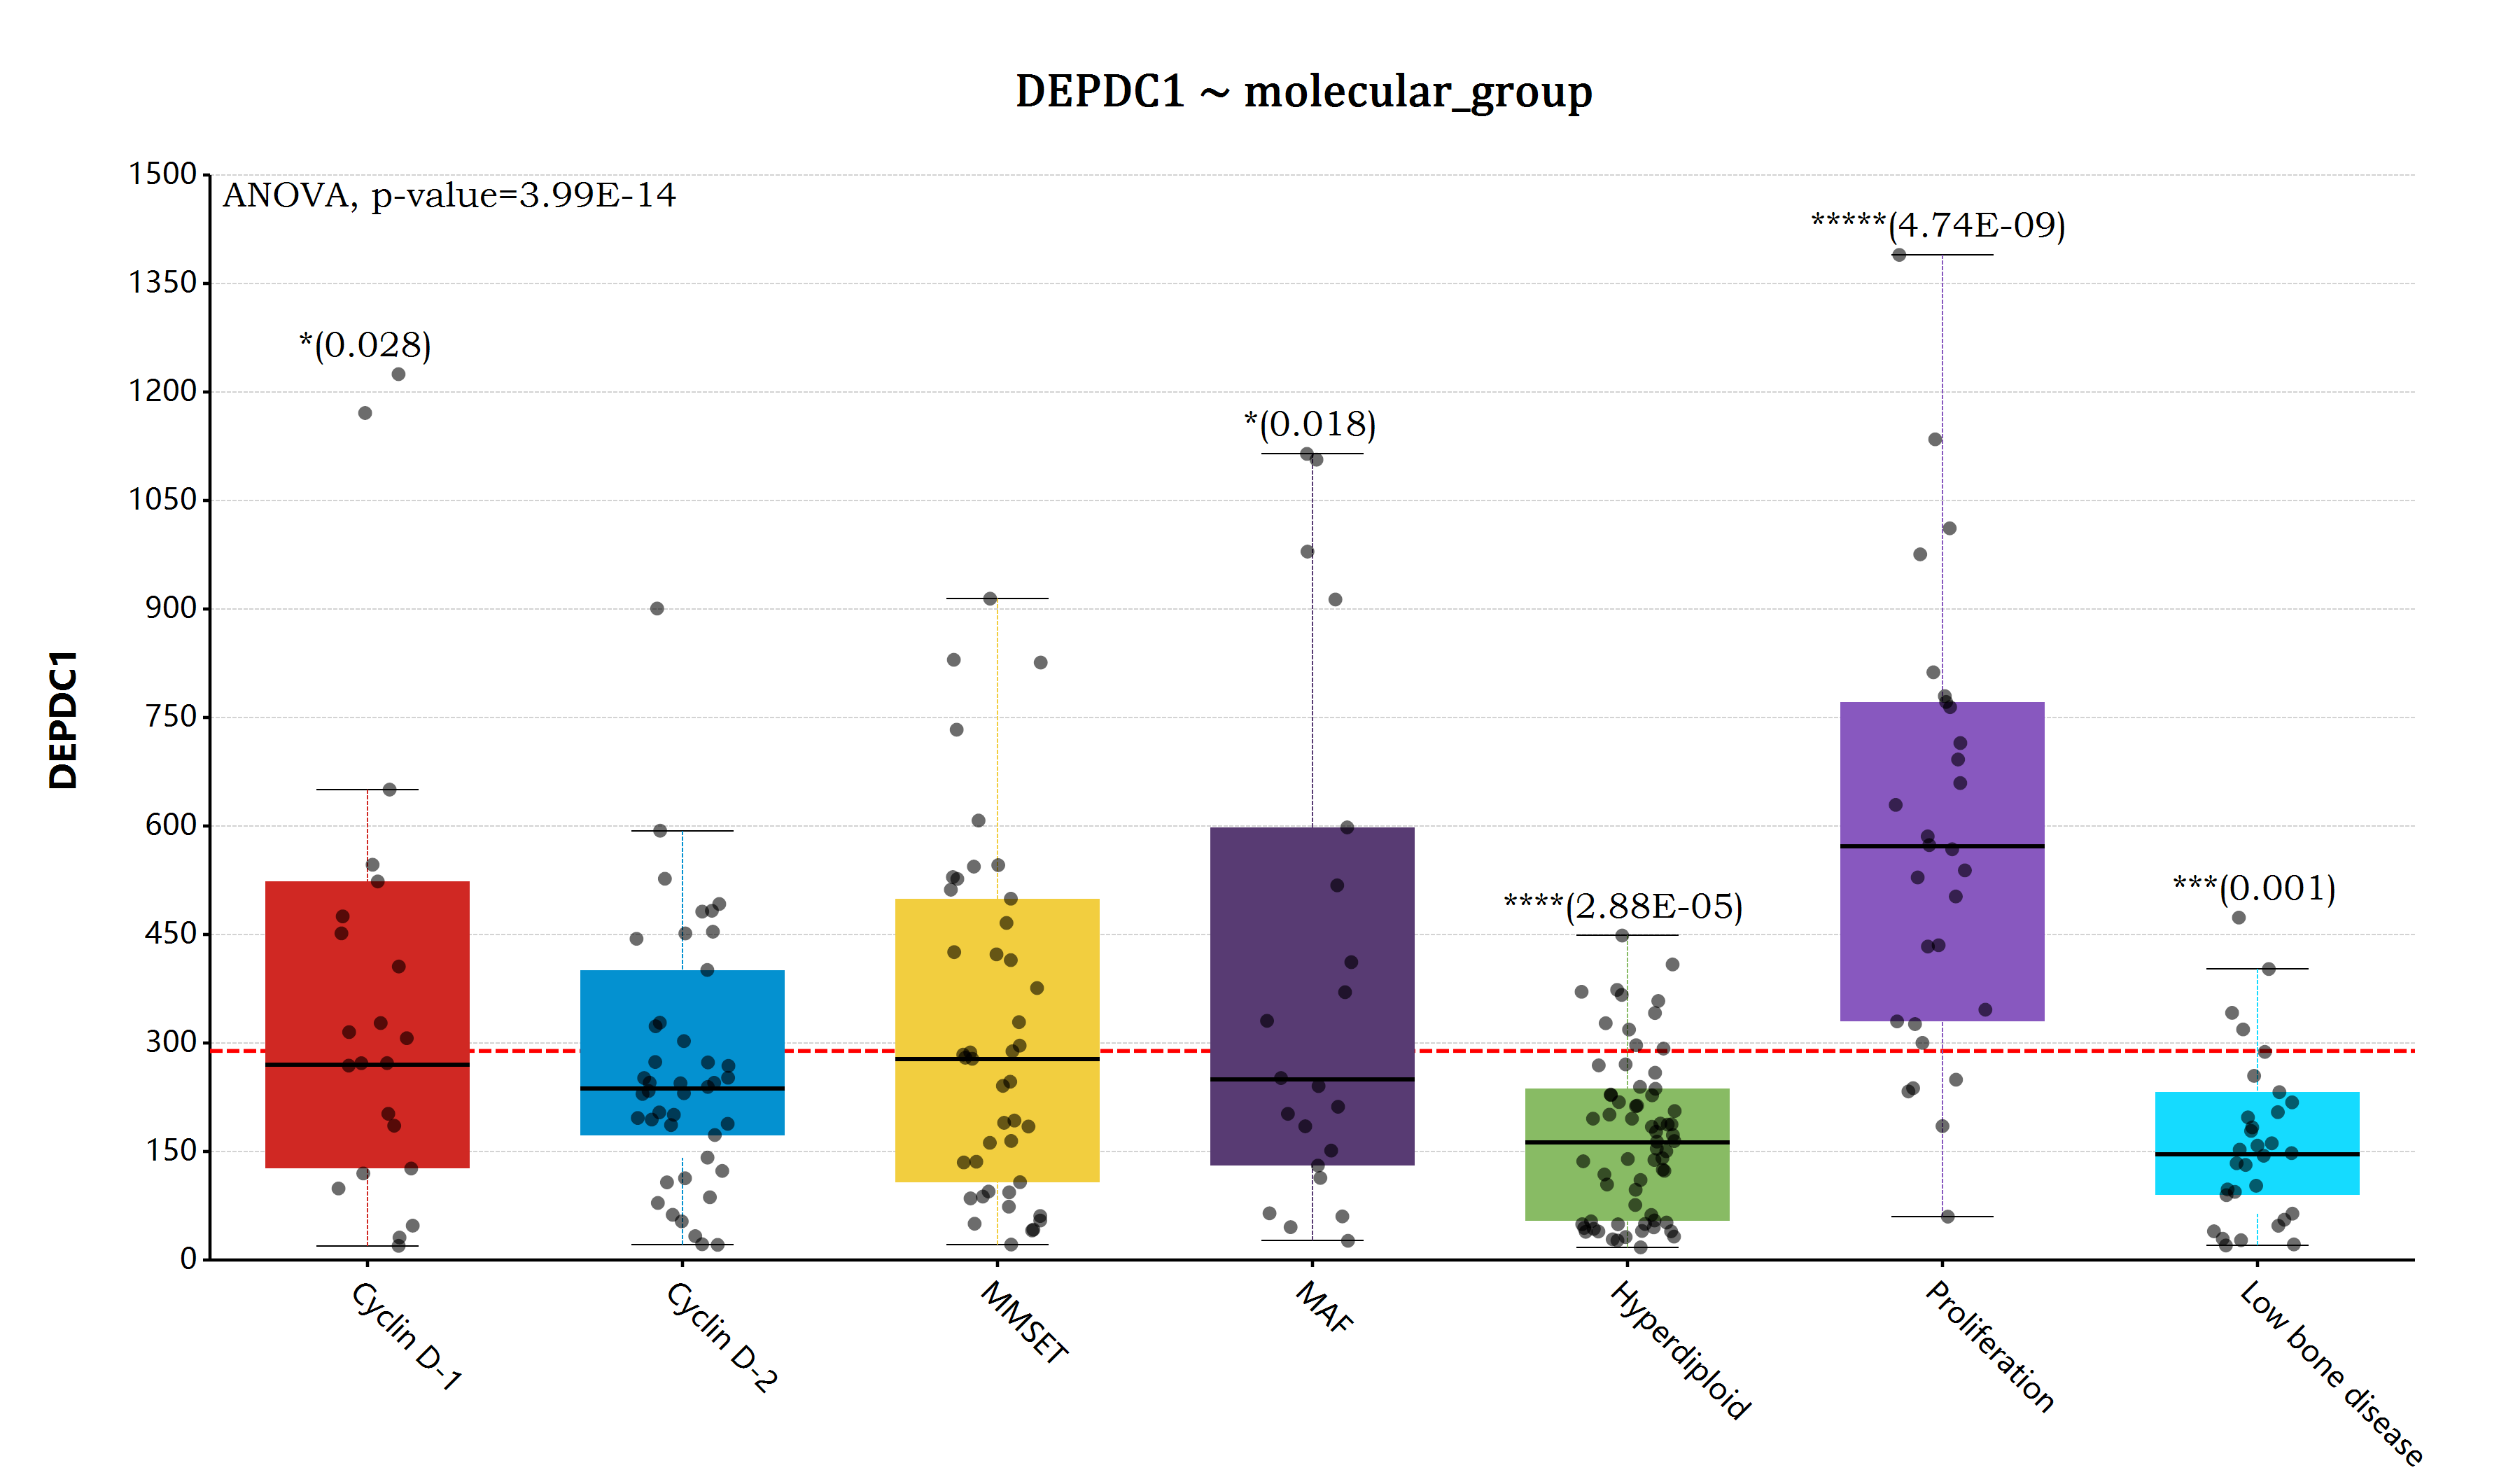 DEPDC1 ~ molecular_group
ANOVA, p-value=3.99E-14
*(0.028)
*(0.018)
****(2.88E-05)
*****(4.74E-09)
***(0.001)
DEPDC1
1500
1350
1200
1050
900
750
600
450
300
150
0
Cyclin D-1
Cyclin D-2
MMSET
MAF
Hyperdiploid
Proliferation
Low bone disease